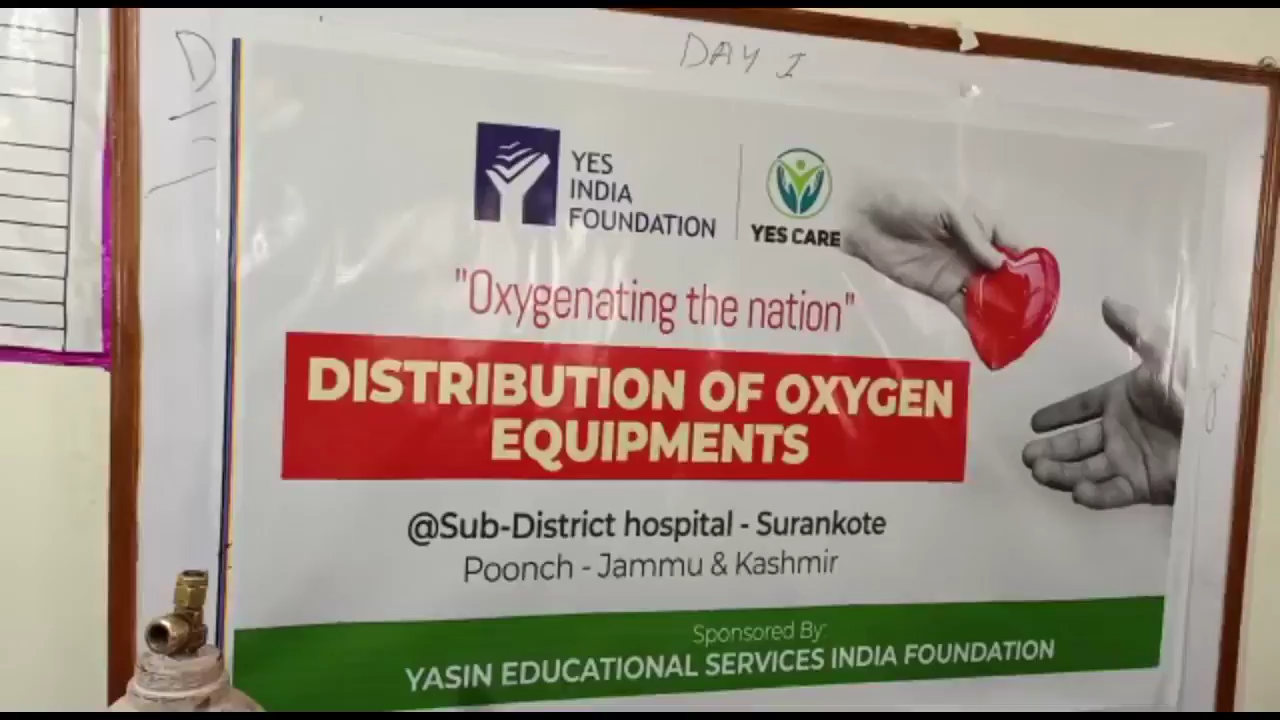 DAY I
D
YES
INDIA
FOUNDATION
YES CARE
"Oxygenating the nation"
DISTRIBUTION OF OXYGEN
EQUIPMENTS
@Sub-District hospital - Surankote
Poonch - Jammu & Kashmir
Sponsored By:
YASIN EDUCATIONAL SERVICES INDIA FOUNDATION